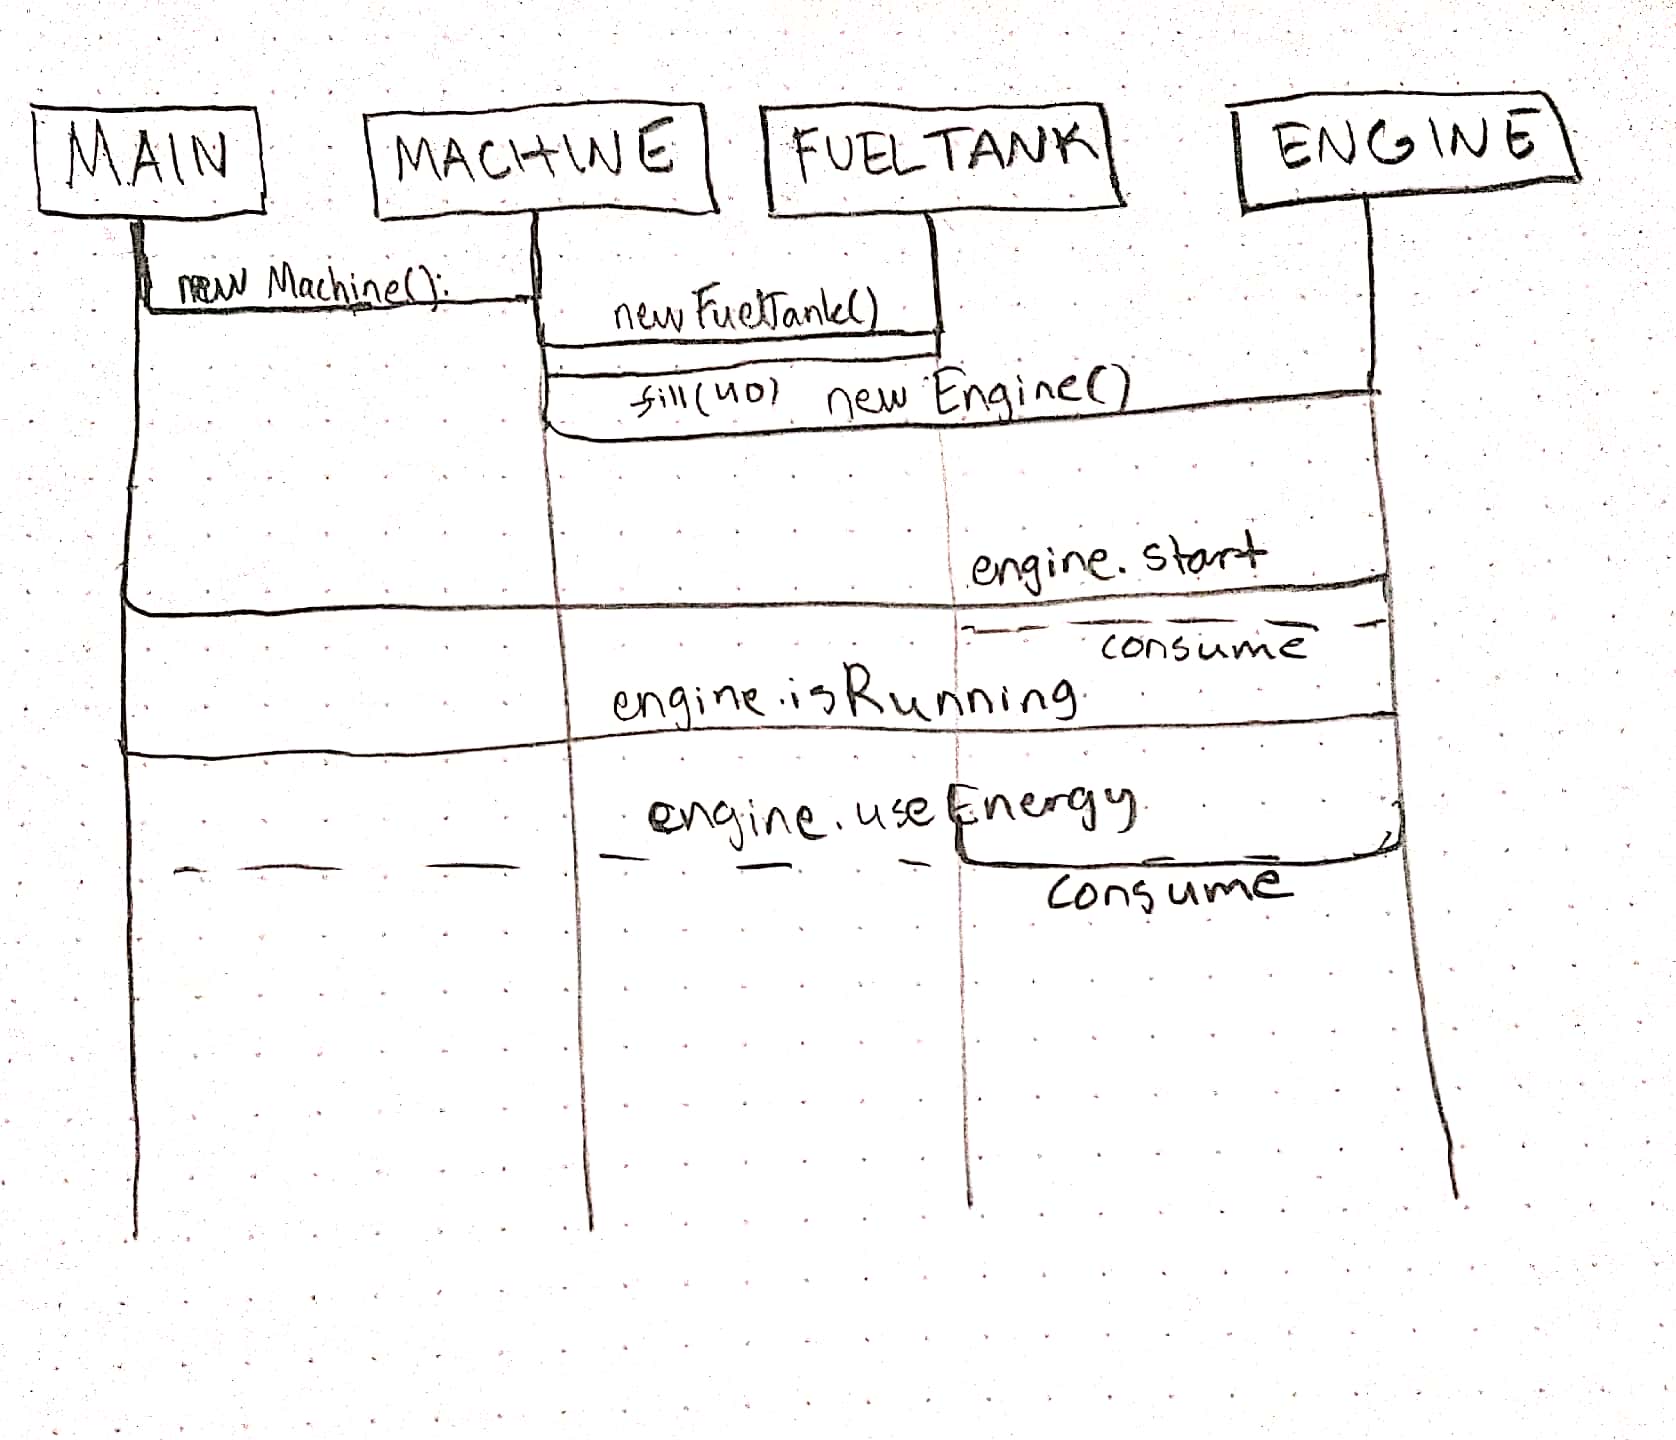 MAIN MACHINE FUELTANK ENGINE
new Machine():
new FuelTank()
fill(40) new Engine()
engine.start
consume
engine.isRunning
engine.useEnergy
consume